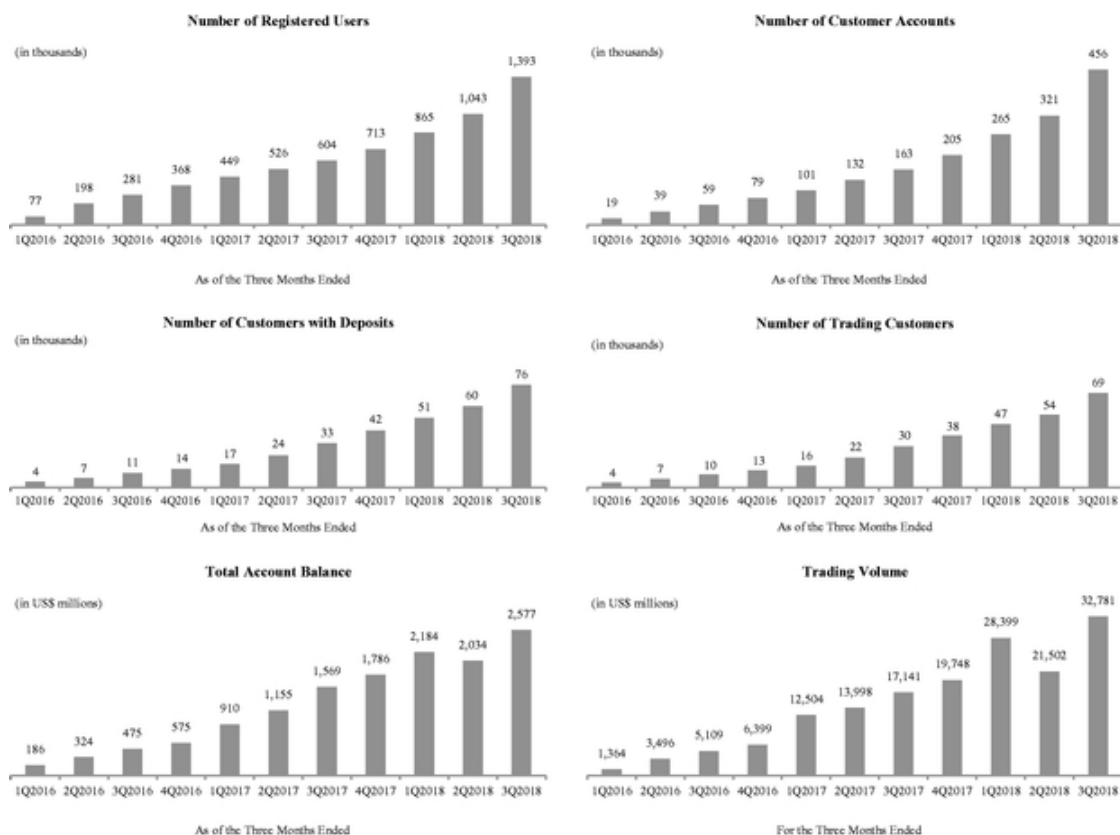 Number of Registered Users
(in thousands)
77 198 281 368 449 526 604 713 865 1,043 1,393
1Q2016 2Q2016 3Q2016 4Q2016 1Q2017 2Q2017 3Q2017 4Q2017 1Q2018 2Q2018 3Q2018
As of the Three Months Ended
Number of Customer Accounts
(in thousands)
19 39 59 79 101 132 163 205 265 321 456
1Q2016 2Q2016 3Q2016 4Q2016 1Q2017 2Q2017 3Q2017 4Q2017 1Q2018 2Q2018 3Q2018
As of the Three Months Ended
Number of Customers with Deposits
(in thousands)
4 7 11 14 17 24 33 42 51 60 76
1Q2016 2Q2016 3Q2016 4Q2016 1Q2017 2Q2017 3Q2017 4Q2017 1Q2018 2Q2018 3Q2018
As of the Three Months Ended
Number of Trading Customers
(in thousands)
4 7 10 13 16 22 30 38 47 54 69
1Q2016 2Q2016 3Q2016 4Q2016 1Q2017 2Q2017 3Q2017 4Q2017 1Q2018 2Q2018 3Q2018
As of the Three Months Ended
Total Account Balance
(in US$ millions)
186 324 475 575 910 1,155 1,569 1,786 2,184 2,034 2,577
1Q2016 2Q2016 3Q2016 4Q2016 1Q2017 2Q2017 3Q2017 4Q2017 1Q2018 2Q2018 3Q2018
As of the Three Months Ended
Trading Volume
(in US$ millions)
1,364 3,496 5,109 6,399 12,504 13,998 17,141 19,748 28,399 21,502 32,781
1Q2016 2Q2016 3Q2016 4Q2016 1Q2017 2Q2017 3Q2017 4Q2017 1Q2018 2Q2018 3Q2018
For the Three Months Ended